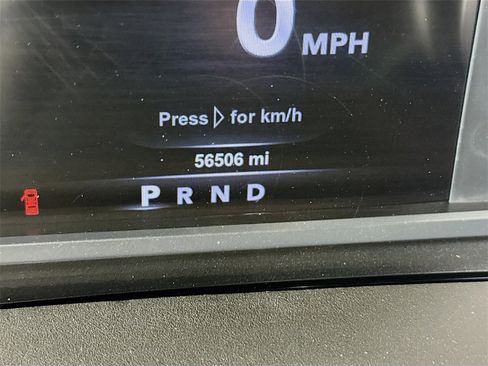 0 MPH
Press ▷ for km/h
56506 mi
P R N D